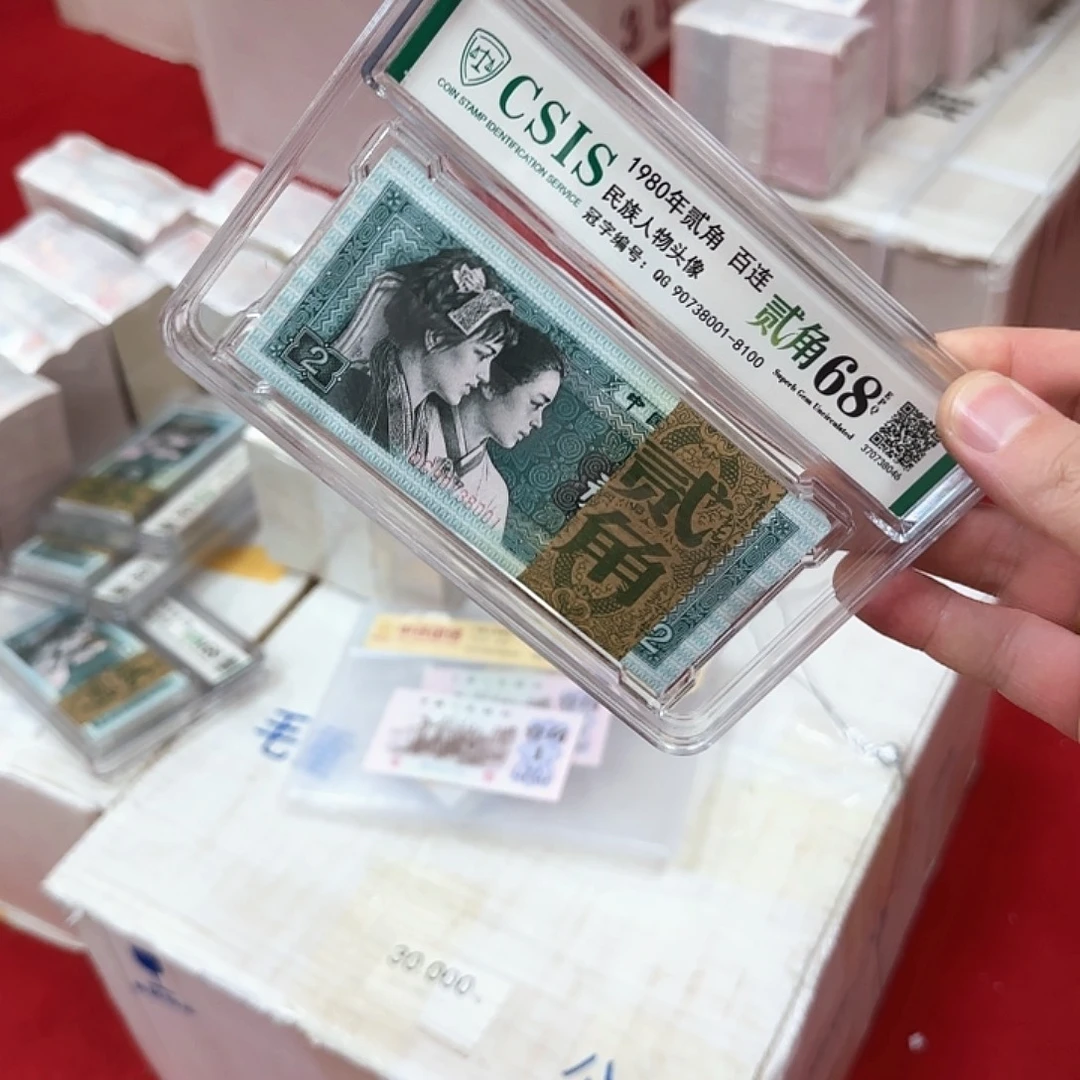 CSIS
COIN STAMP IDENTIFICATION SERVICE
1980年贰角 百连
民族人物头像
冠字编号：QG 90738001-8100
贰角
68
EPQ
Superb Gem Uncirculated
370738046
2
中国
贰角
2
30 000.